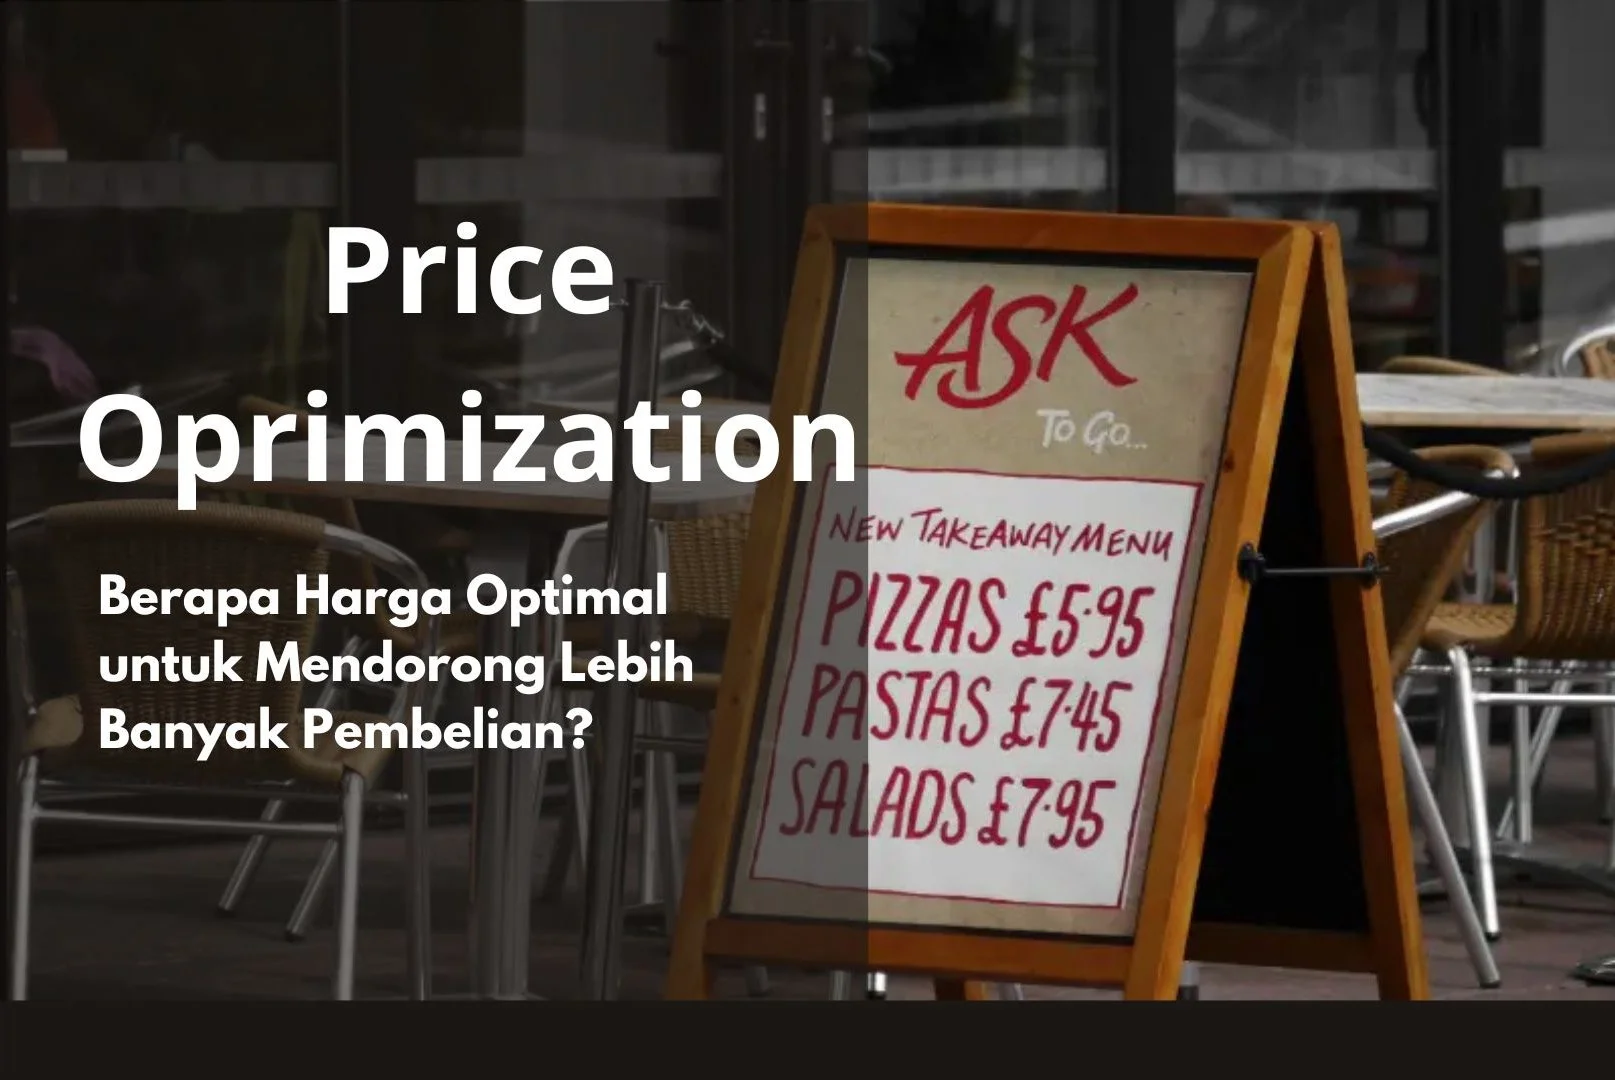 Price
Oprimization
Berapa Harga Optimal
untuk Mendorong Lebih
Banyak Pembelian?
ASK
To Go...
NEW TAKEAWAY MENU
PIZZAS £5.95
PASTAS £7.45
SALADS £7.95